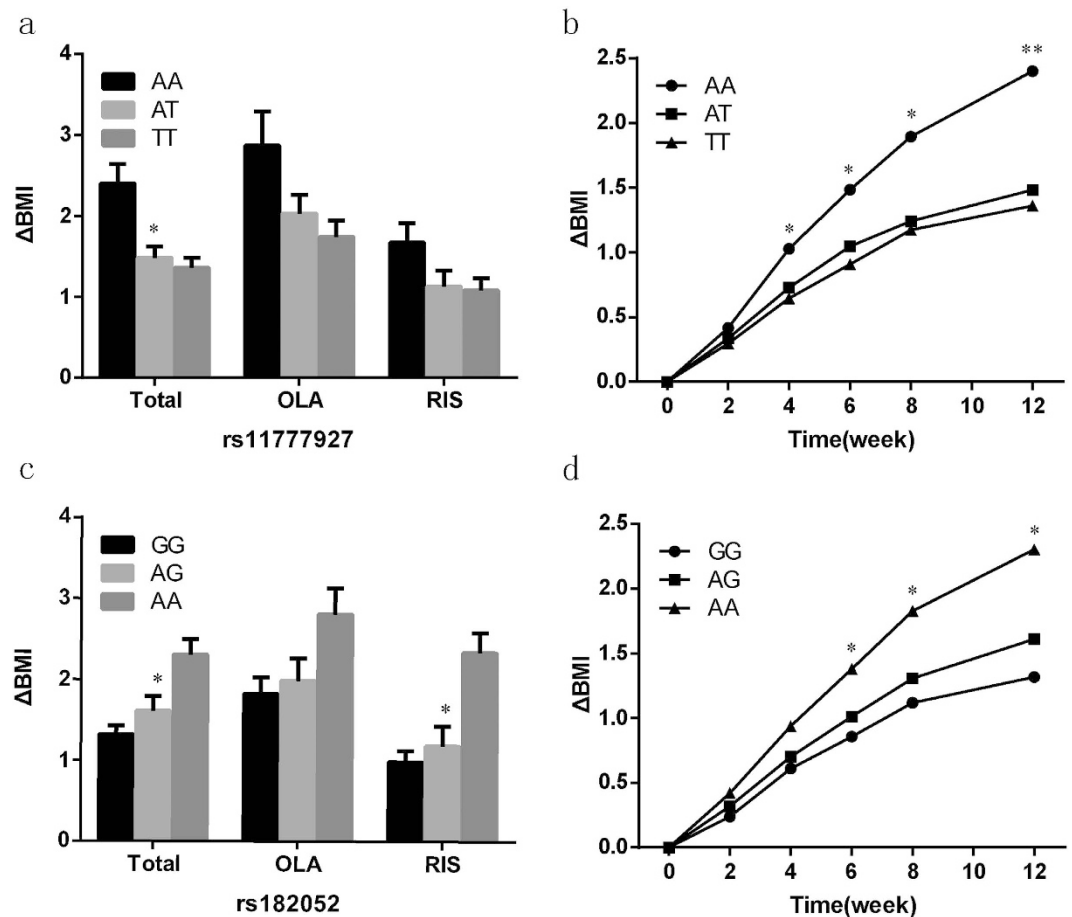 a
4
3
2
1
0
ΔBMI
AA
AT
TT
*
Total OLA RIS
rs11777927
b
2.5
2.0
1.5
1.0
0.5
0.0
ΔBMI
AA
AT
TT
*
*
*
**
0 2 4 6 8 10 12
Time(week)
c
4
3
2
1
0
ΔBMI
GG
AG
AA
*
*
Total OLA RIS
rs182052
d
2.5
2.0
1.5
1.0
0.5
0.0
ΔBMI
GG
AG
AA
*
*
*
0 2 4 6 8 10 12
Time(week)